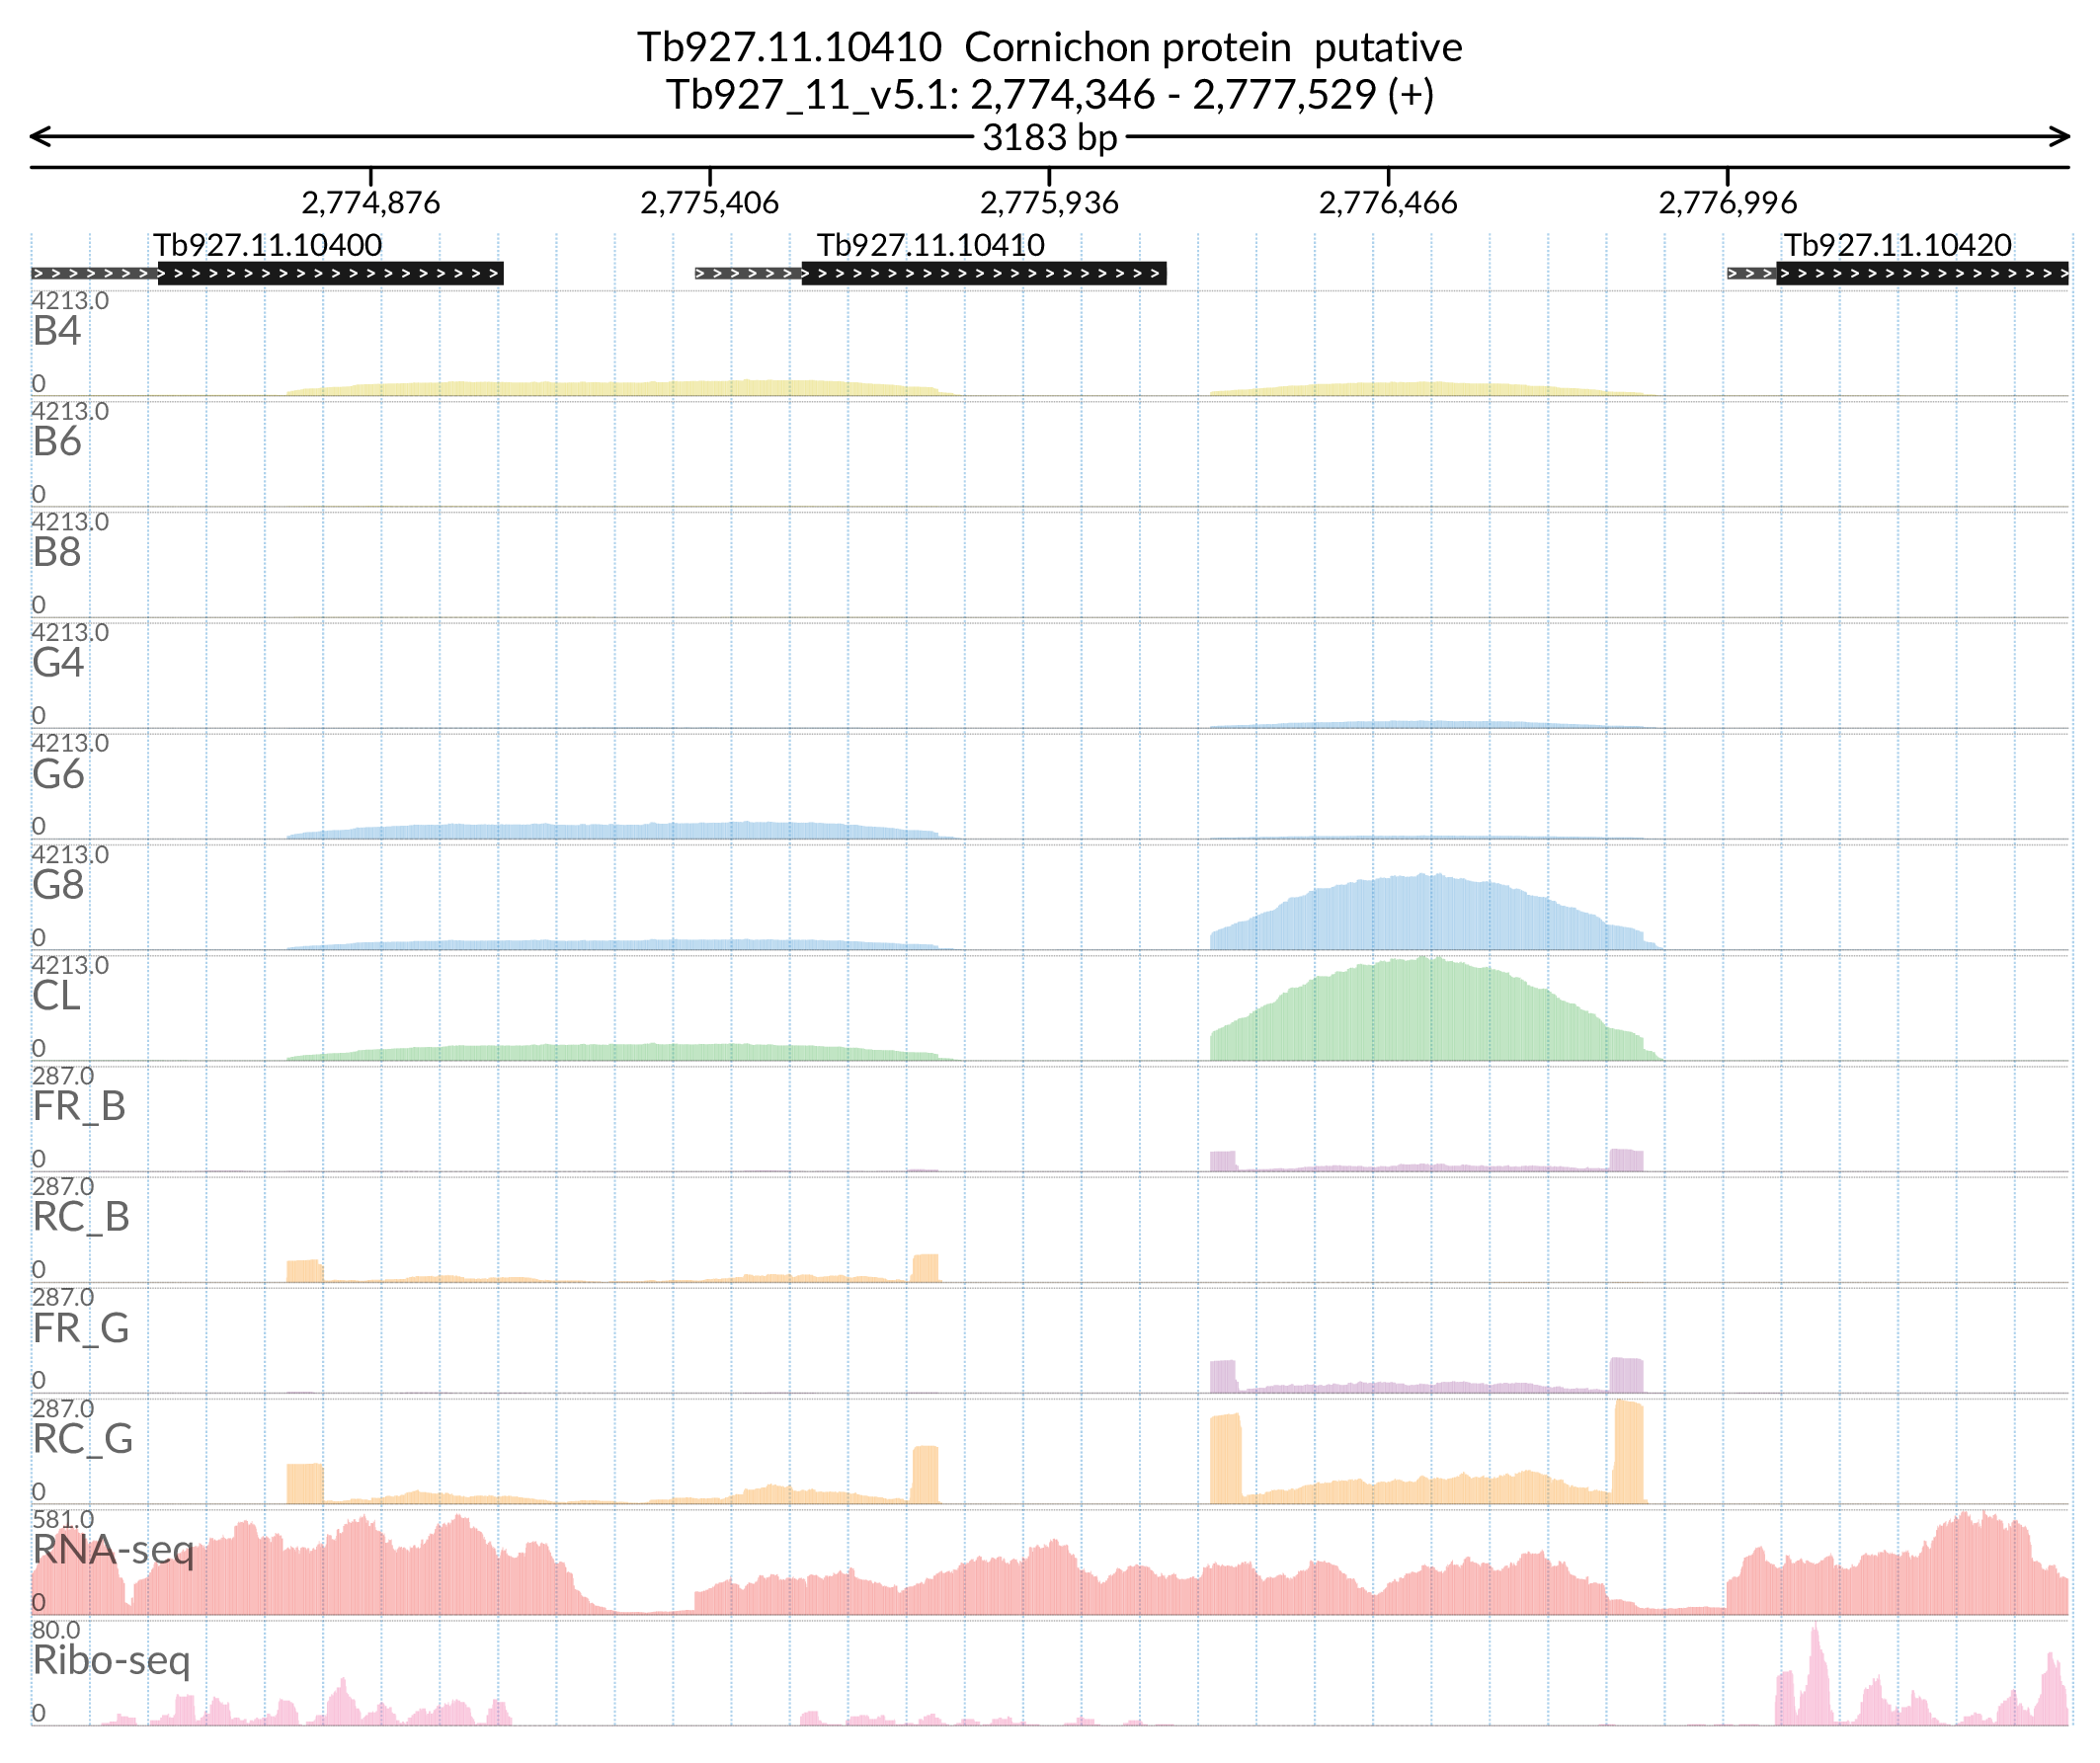 Tb927.11.10410 Cornichon protein putative
Tb927_11_v5.1: 2,774,346 - 2,777,529 (+)
3183 bp
2,774,876 2,775,406 2,775,936 2,776,466 2,776,996
Tb927.11.10400 Tb927.11.10410 Tb927.11.10420
4213.0
B4
0
4213.0
B6
0
4213.0
B8
0
4213.0
G4
0
4213.0
G6
0
4213.0
G8
0
4213.0
CL
0
287.0
FR_B
0
287.0
RC_B
0
287.0
FR_G
0
287.0
RC_G
0
581.0
RNA-seq
0
80.0
Ribo-seq
0